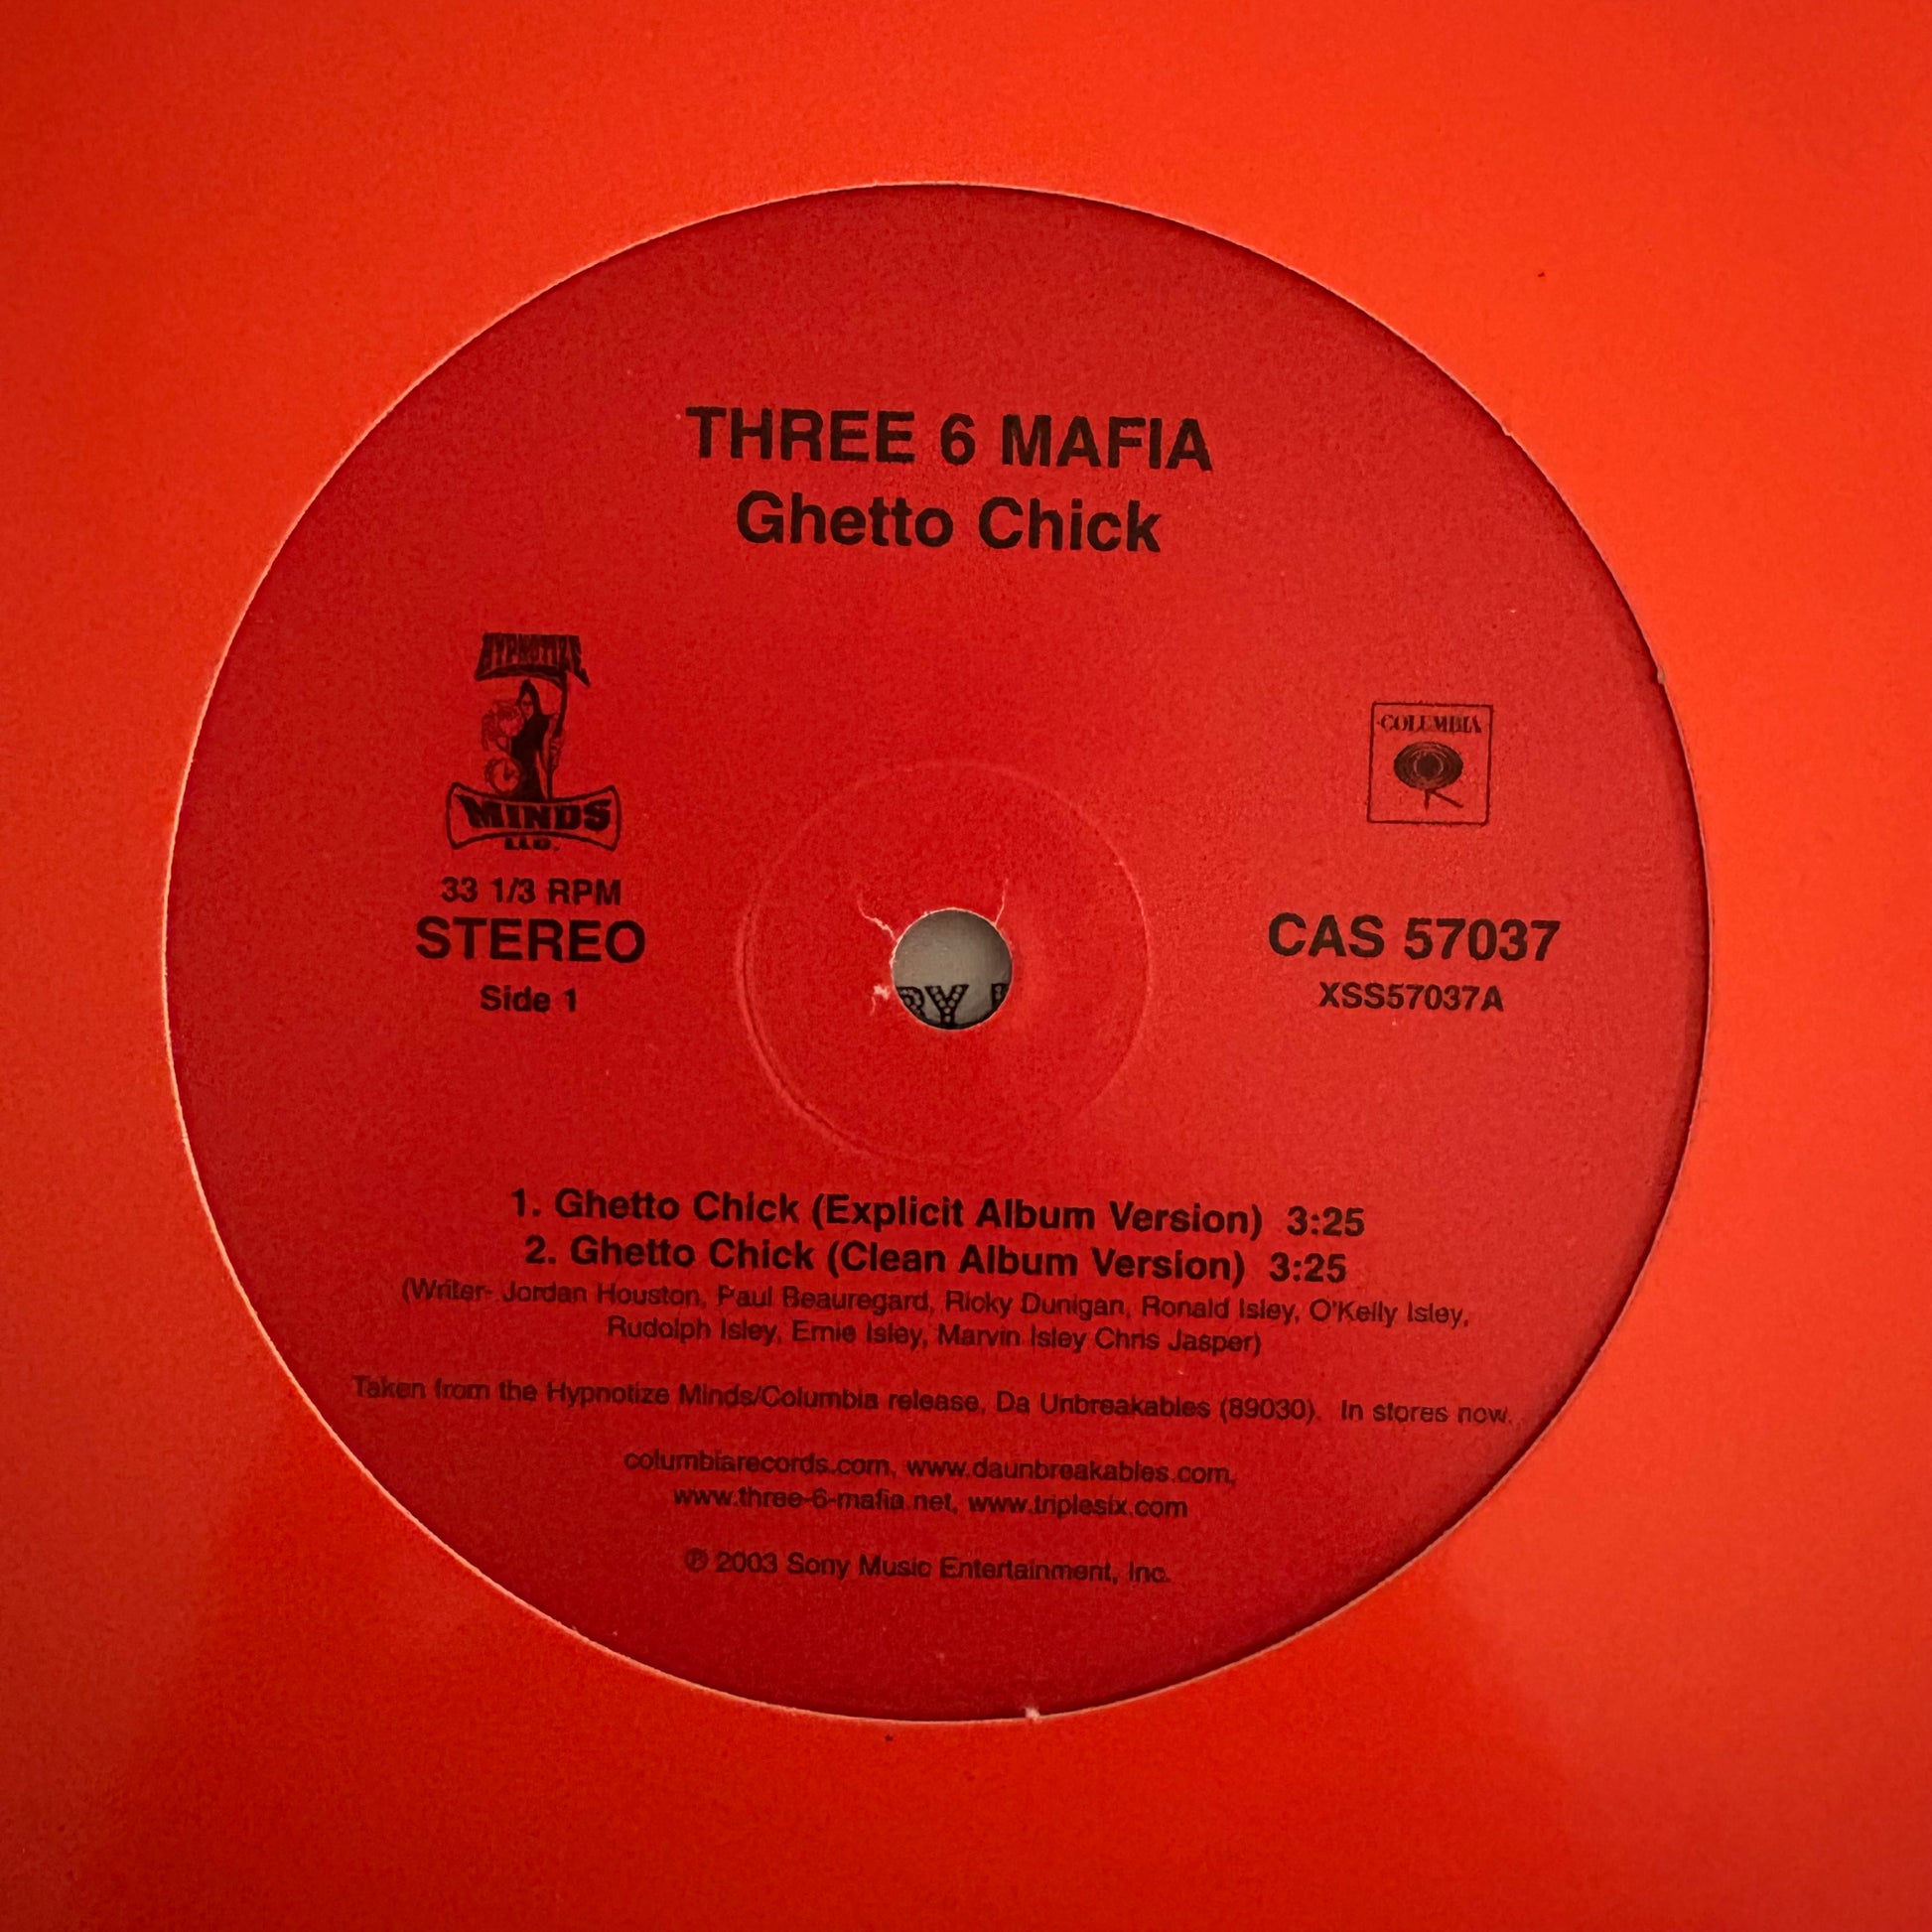 THREE 6 MAFIA
Ghetto Chick
HYPNOTIZE
MINDS
COLUMBIA
33 1/3 RPM
STEREO
Side 1
CAS 57037
XSS57037A
RY
1. Ghetto Chick (Explicit Album Version) 3:25
2. Ghetto Chick (Clean Album Version) 3:25
(Writer- Jordan Houston, Paul Beauregard, Ricky Dunigan, Ronald Isley, O'Kelly Isley,
Rudolph Isley, Ernie Isley, Marvin Isley Chris Jasper)
Taken from the Hypnotize Minds/Columbia release, Da Unbreakables (89030). In stores now.
columbiarecords.com, www.daunbreakables.com,
www.three-6-mafia.net, www.triplesix.com
℗ 2003 Sony Music Entertainment, Inc.